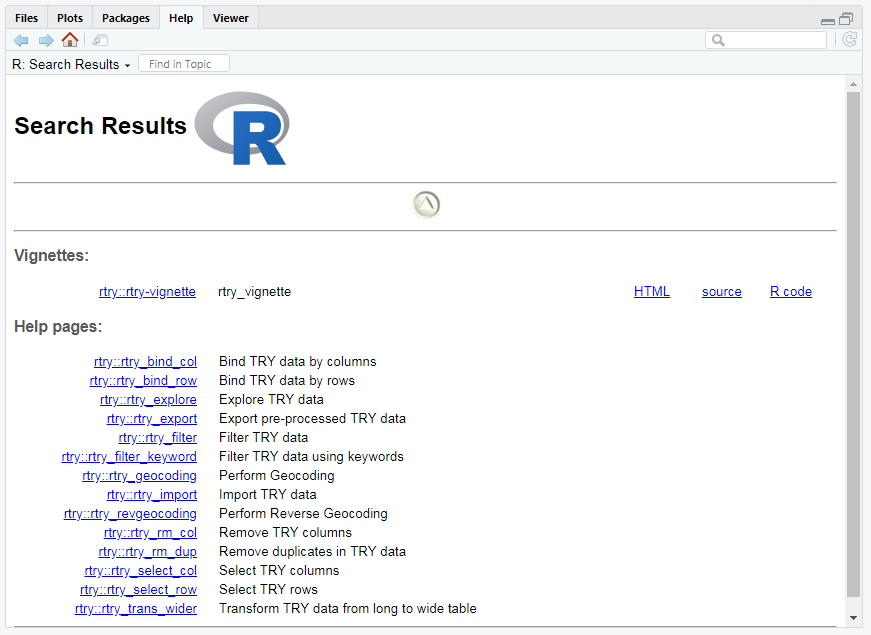 Files Plots Packages Help Viewer
R: Search Results Find in Topic
Search Results R
Vignettes:
rtry::rtry-vignette rtry_vignette HTML source R code
Help pages:
rtry::rtry_bind_col Bind TRY data by columns
rtry::rtry_bind_row Bind TRY data by rows
rtry::rtry_explore Explore TRY data
rtry::rtry_export Export pre-processed TRY data
rtry::rtry_filter Filter TRY data
rtry::rtry_filter_keyword Filter TRY data using keywords
rtry::rtry_geocoding Perform Geocoding
rtry::rtry_import Import TRY data
rtry::rtry_revgeocoding Perform Reverse Geocoding
rtry::rtry_rm_col Remove TRY columns
rtry::rtry_rm_dup Remove duplicates in TRY data
rtry::rtry_select_col Select TRY columns
rtry::rtry_select_row Select TRY rows
rtry::rtry_trans_wider Transform TRY data from long to wide table